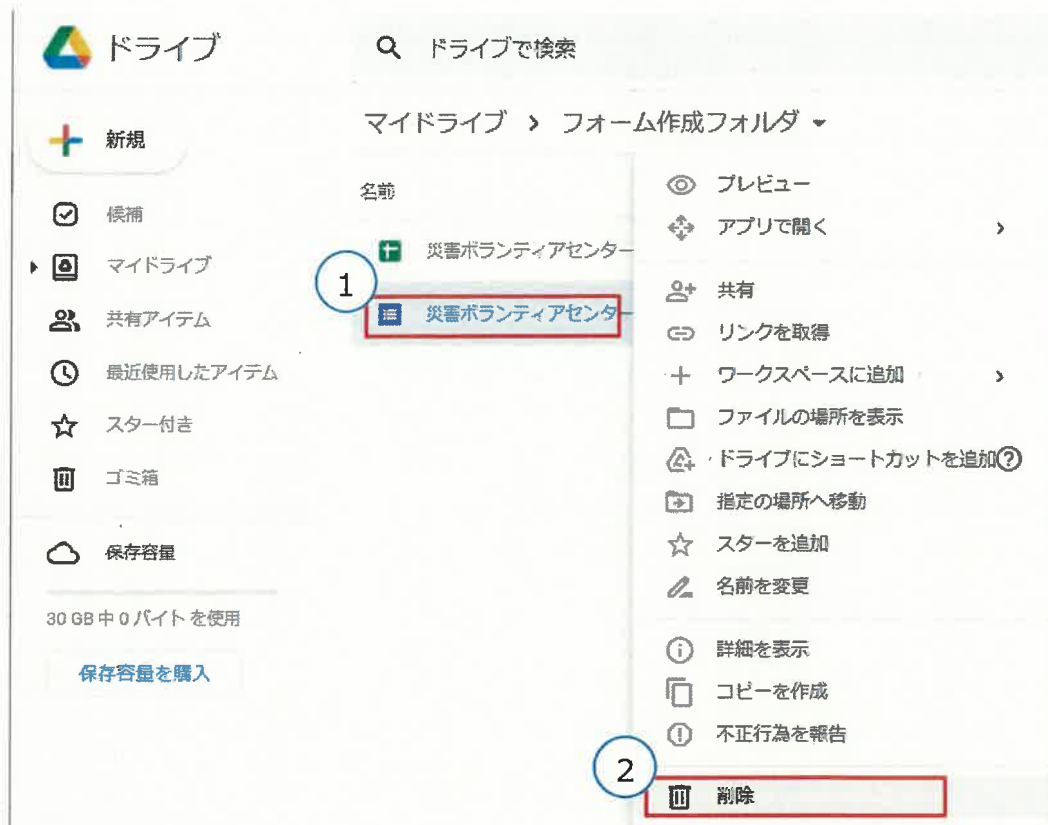 ドライブ
ドライブで検索
マイドライブ > フォーム作成フォルダ
新規
候補
マイドライブ
共有アイテム
最近使用したアイテム
スター付き
ゴミ箱
保存容量
30 GB 中 0 バイト を使用
保存容量を購入
名前
災害ボランティアセンター
1
災害ボランティアセンター
プレビュー
アプリで開く
共有
リンクを取得
ワークスペースに追加
ファイルの場所を表示
ドライブにショートカットを追加
指定の場所へ移動
スターを追加
名前を変更
詳細を表示
コピーを作成
不正行為を報告
2
削除